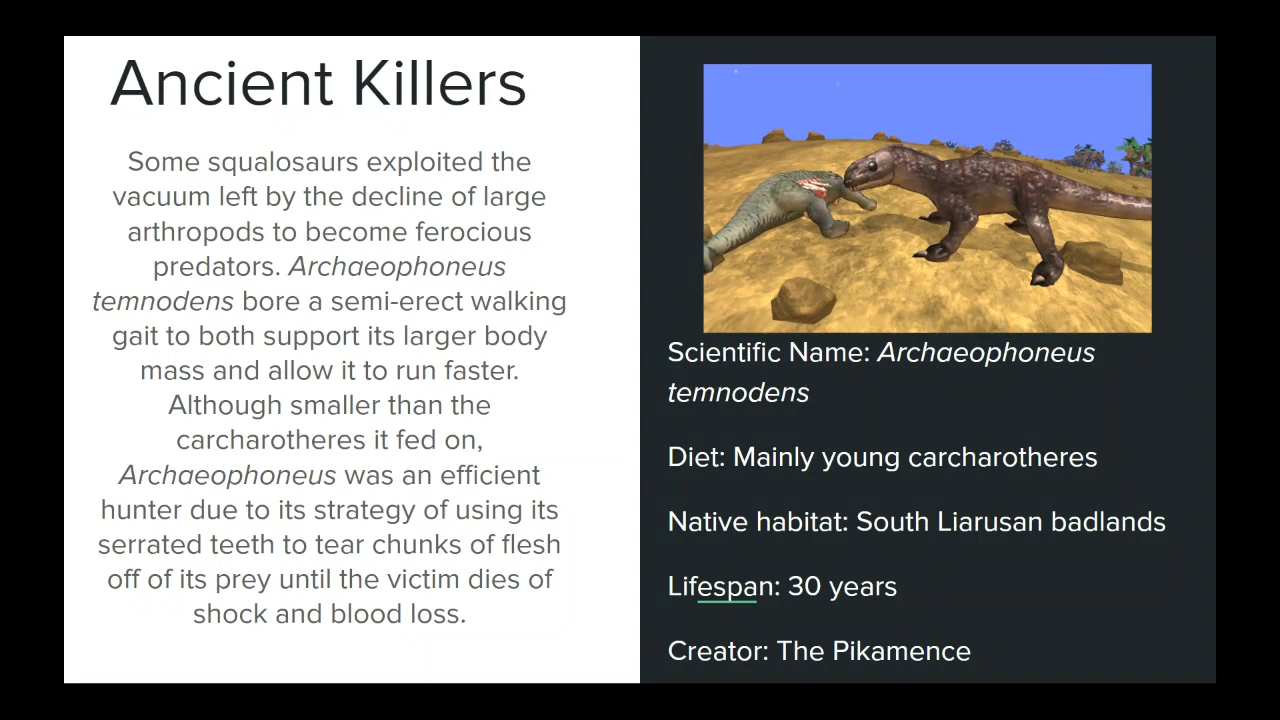 Ancient Killers
Some squalosaurs exploited the
vacuum left by the decline of large
arthropods to become ferocious
predators. Archaeophoneus
temnodens bore a semi-erect walking
gait to both support its larger body
mass and allow it to run faster.
Although smaller than the
carcharotheres it fed on,
Archaeophoneus was an efficient
hunter due to its strategy of using its
serrated teeth to tear chunks of flesh
off of its prey until the victim dies of
shock and blood loss.
Scientific Name: Archaeophoneus
temnodens
Diet: Mainly young carcharotheres
Native habitat: South Liarusan badlands
Lifespan: 30 years
Creator: The Pikamence